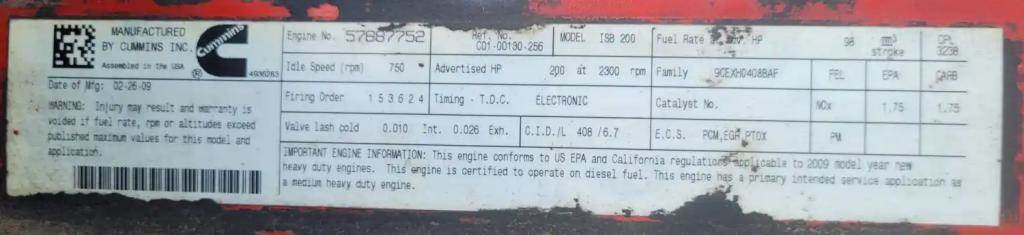 MANUFACTURED
BY CUMMINS INC.
Assembled in the USA
Cummins
4936283
Date of Mfg: 02-26-09
WARNING: Injury may result and warranty is
voided if fuel rate, rpm or altitudes exceed
published maximum values for this model and
application.
Engine No. 57887752 Ref. No. C01-00130-256 MODEL ISB 200
Idle Speed (rpm) 750 Advertised HP 200 at 2300 rpm
Firing Order 1 5 3 6 2 4 Timing - T.D.C. ELECTRONIC
Valve lash cold 0.010 Int. 0.026 Exh. C.I.D./L 408 /6.7
Fuel Rate at Adv. HP 98 mm³ stroke CPL 3238
Family 9CEXH0408BAF FEL EPA CARB
Catalyst No. NOx 1.75 1.75
E.C.S. PCM,EGR,PTOX PM
IMPORTANT ENGINE INFORMATION: This engine conforms to US EPA and California regulations applicable to 2009 model year new
heavy duty engines. This engine is certified to operate on diesel fuel. This engine has a primary intended service application as
a medium heavy duty engine.